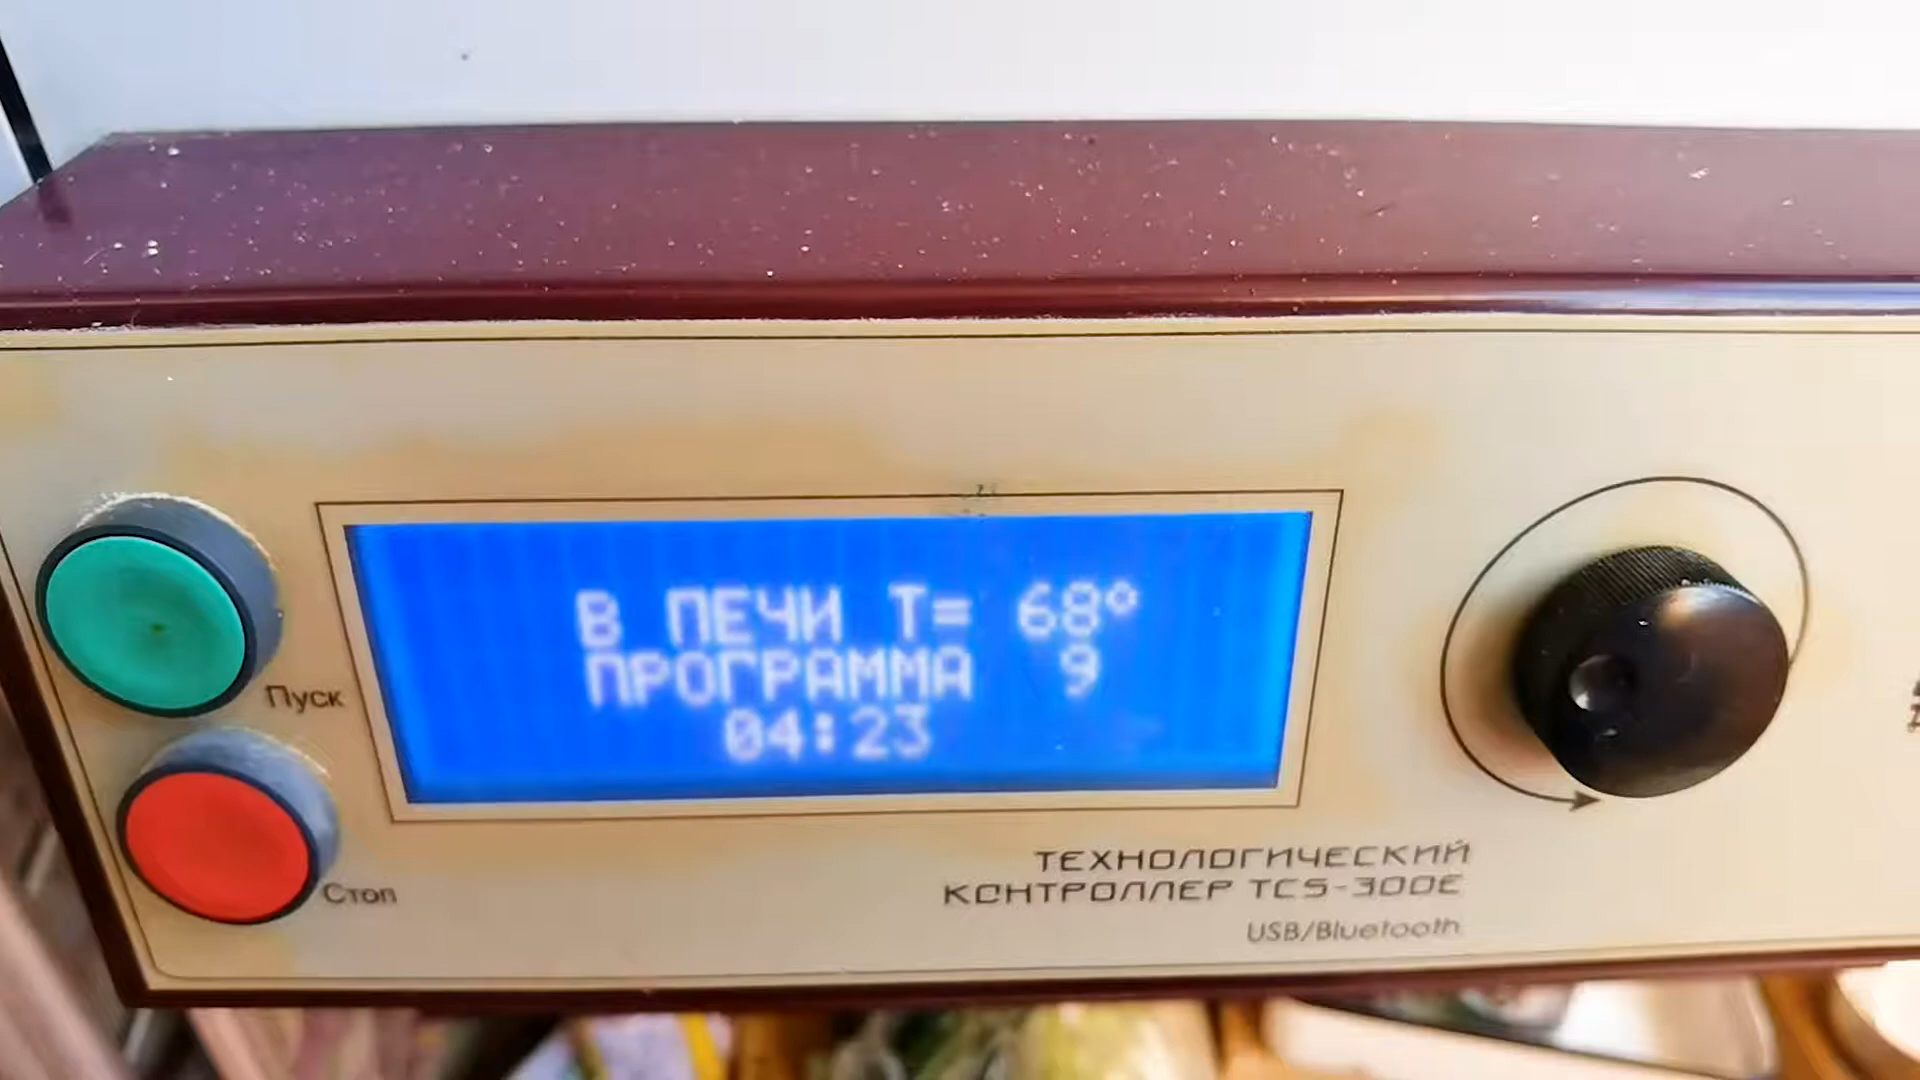 В ПЕЧИ Т= 68°
ПРОГРАММА 9
04:23
Пуск
Стоп
ТЕХНОЛОГИЧЕСКИЙ
КОНТРОЛЛЕР TCS-300E
USB/Bluetooth